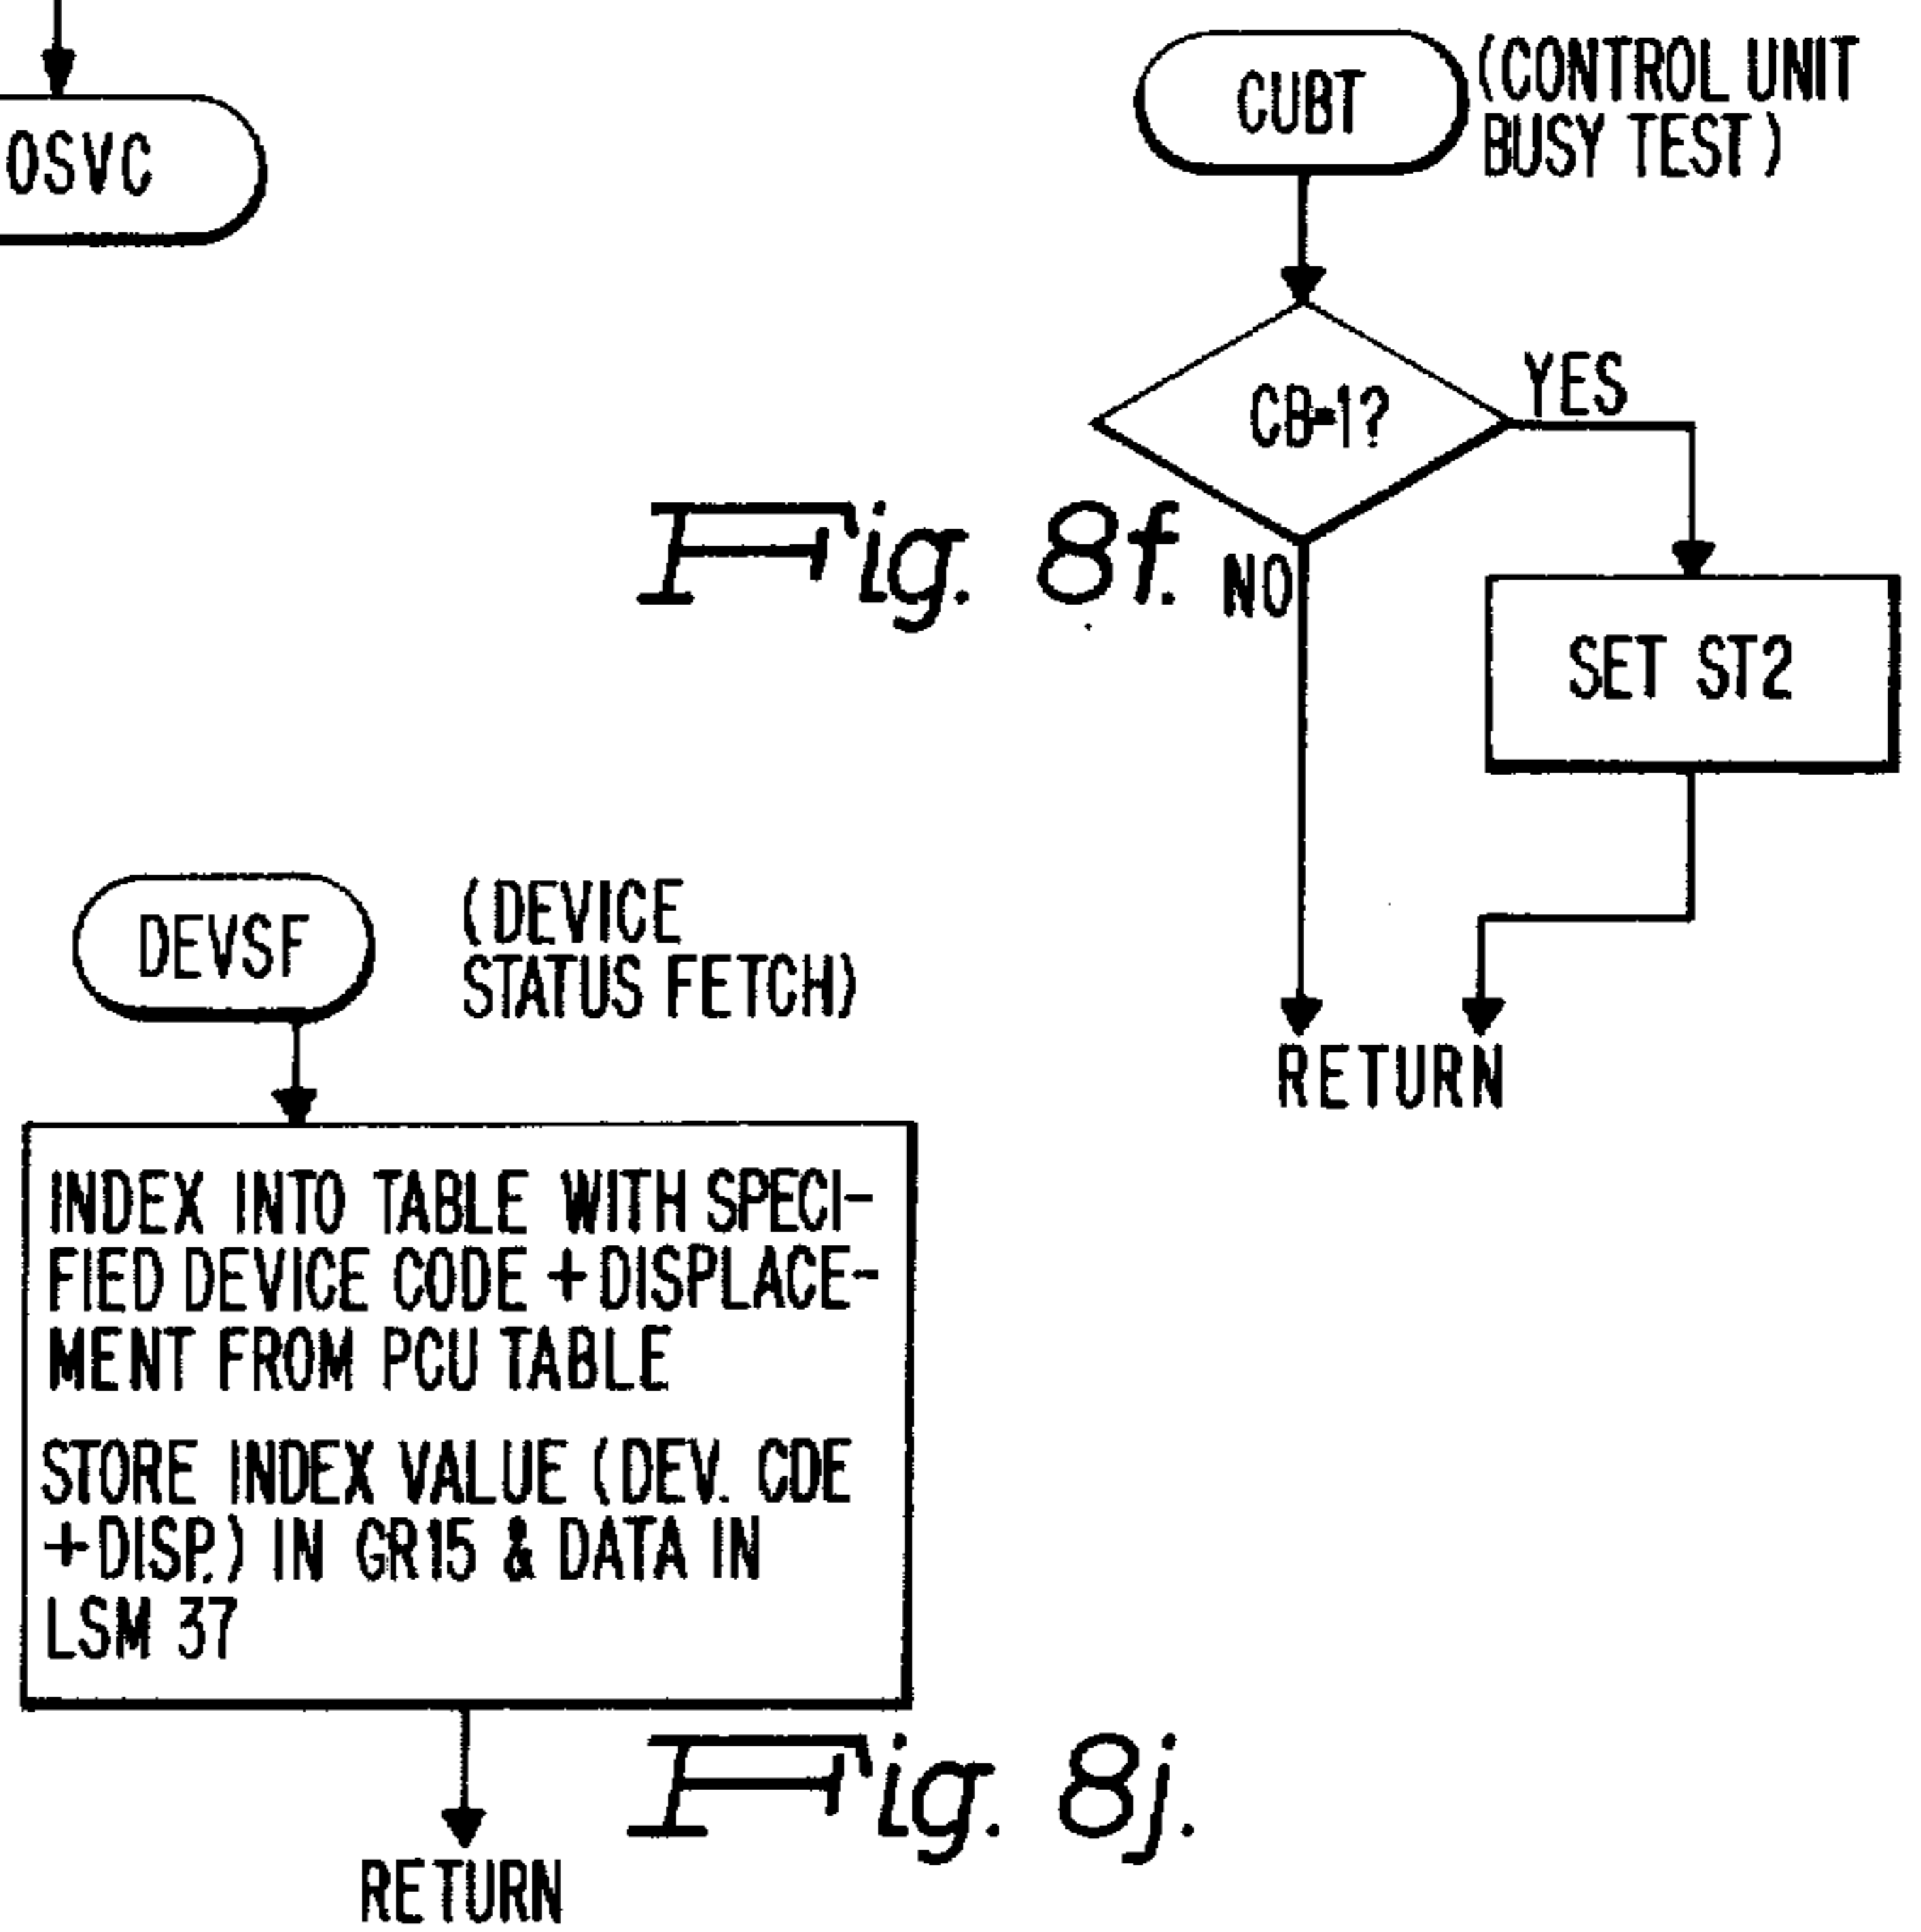 OSVC
CUBT
(CONTROL UNIT
BUSY TEST)
CB=1?
YES
NO
SET ST2
RETURN
Fig. 8f.
DEVSF
(DEVICE
STATUS FETCH)
INDEX INTO TABLE WITH SPECI-
FIED DEVICE CODE + DISPLACE-
MENT FROM PCU TABLE
STORE INDEX VALUE (DEV. CDE
+DISP.) IN GR15 & DATA IN
LSM 37
RETURN
Fig. 8j.